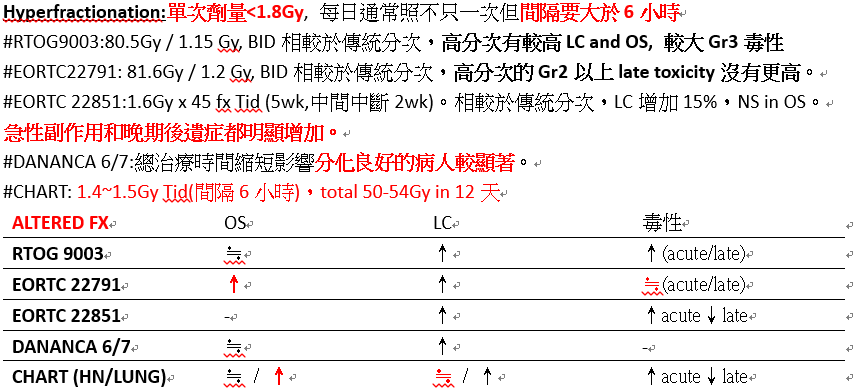 Hyperfractionation:單次劑量<1.8Gy, 每日通常照不只一次但間隔要大於 6 小時
#RTOG9003:80.5Gy / 1.15 Gy, BID 相較於傳統分次，高分次有較高 LC and OS, 較大 Gr3 毒性
#EORTC22791: 81.6Gy / 1.2 Gy, BID 相較於傳統分次，高分次的 Gr2 以上 late toxicity 沒有更高。
#EORTC 22851:1.6Gy x 45 fx Tid (5wk,中間中斷 2wk)。相較於傳統分次，LC 增加 15%，NS in OS。
急性副作用和晚期後遺症都明顯增加。
#DANANCA 6/7:總治療時間縮短影響分化良好的病人較顯著。
#CHART: 1.4~1.5Gy Tid(間隔 6 小時)，total 50-54Gy in 12 天
ALTERED FX OS LC 毒性
RTOG 9003 ≒ ↑ ↑ (acute/late)
EORTC 22791 ↑ ↑ ≒(acute/late)
EORTC 22851 - ↑ ↑ acute ↓ late
DANANCA 6/7 ≒ ↑ -
CHART (HN/LUNG) ≒ / ↑ ≒ / ↑ ↑ acute ↓ late